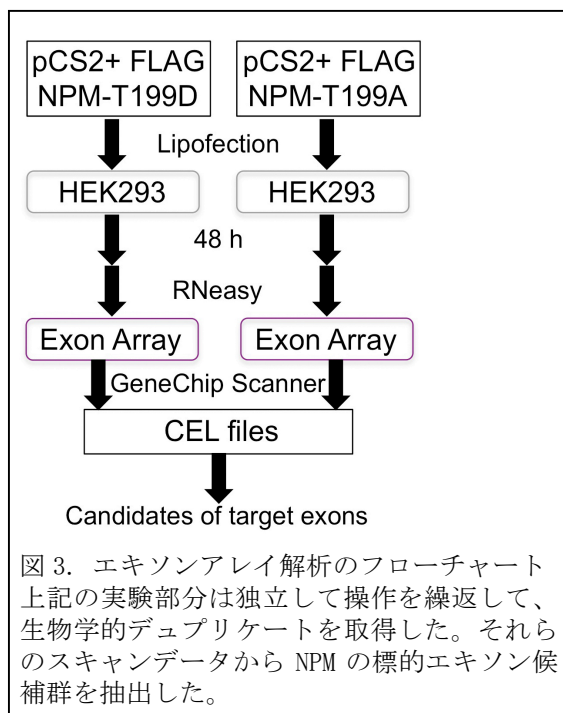 pCS2+ FLAG pCS2+ FLAG
NPM-T199D NPM-T199A
Lipofection
HEK293 HEK293
48 h
RNeasy
Exon Array Exon Array
GeneChip Scanner
CEL files
Candidates of target exons
図 3. エキソンアレイ解析のフローチャート
上記の実験部分は独立して操作を繰返して、
生物学的デュプリケートを取得した。それら
のスキャンデータから NPM の標的エキソン候
補群を抽出した。